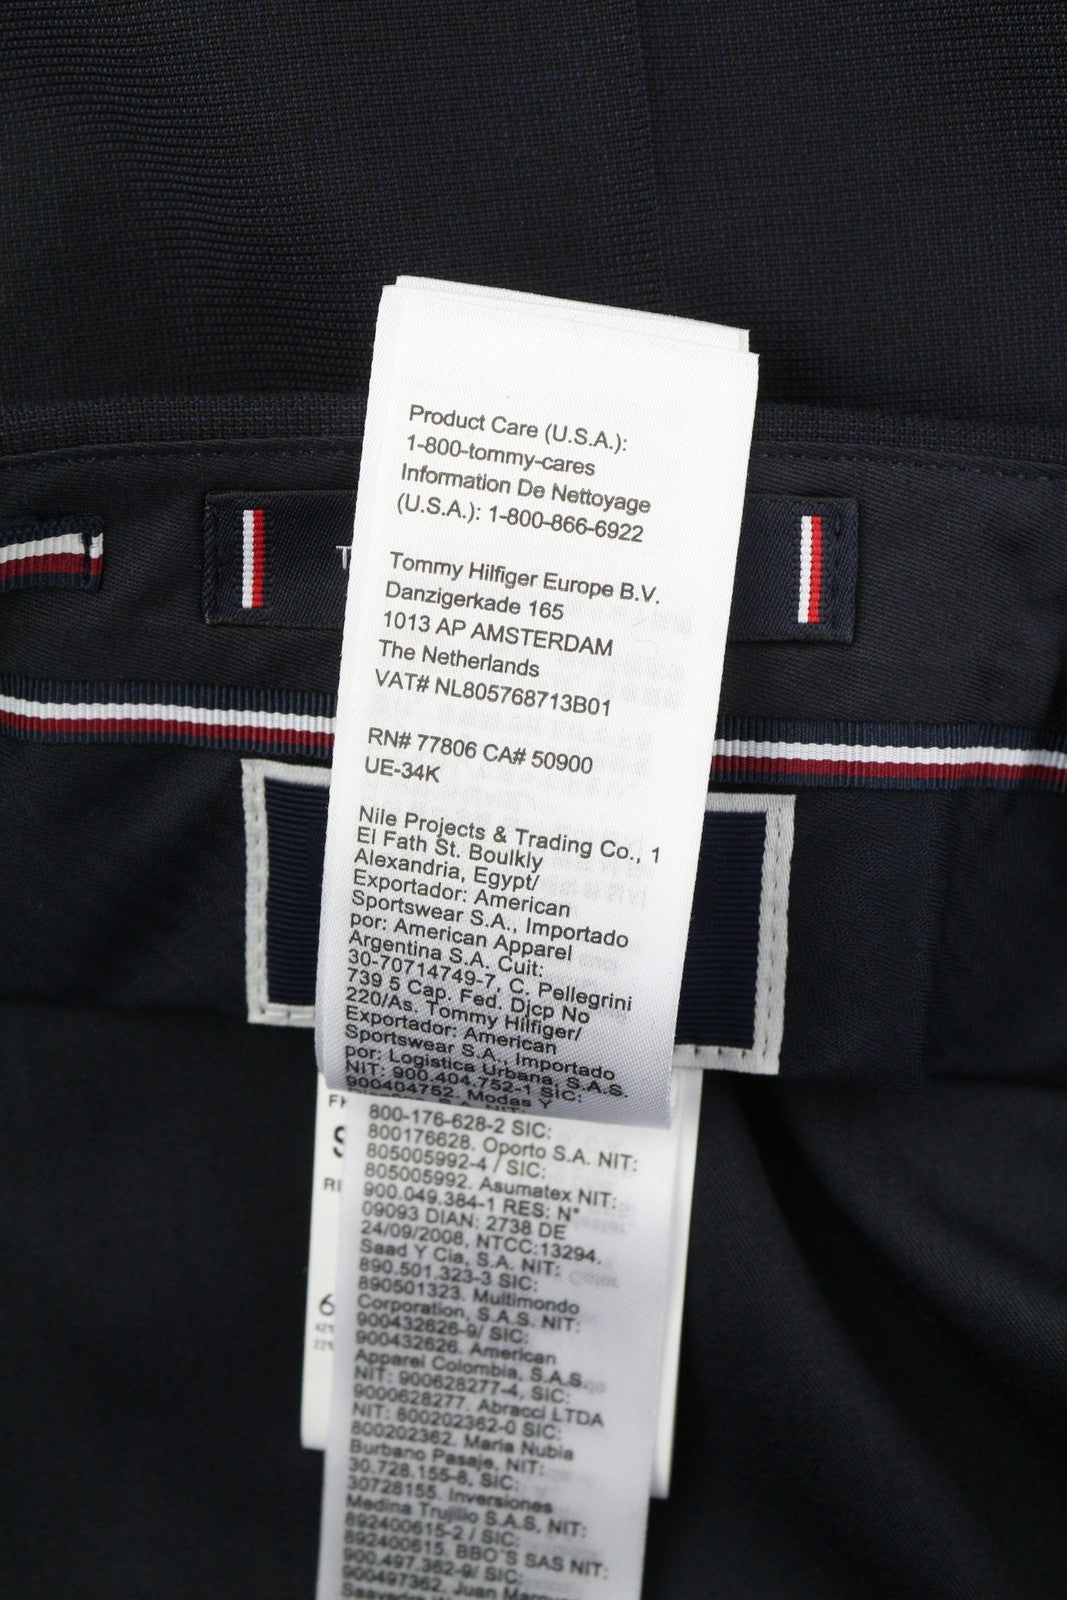 Product Care (U.S.A.):
1-800-tommy-cares
Information De Nettoyage
(U.S.A.): 1-800-866-6922
Tommy Hilfiger Europe B.V.
Danzigerkade 165
1013 AP AMSTERDAM
The Netherlands
VAT# NL805768713B01
RN# 77806 CA# 50900
UE-34K
Nile Projects & Trading Co., 1
El Fath St. Boulkly
Alexandria, Egypt/
Exportador: American
Sportswear S.A., Importado
por: American Apparel
Argentina S.A. Cuit:
30-70714749-7, C. Pellegrini
739 5 Cap. Fed. Djcp No
220/As. Tommy Hilfiger/
Exportador: American
Sportswear S.A., Importado
por: Logistica Urbana, S.A.S.
NIT: 900.404.752-1 SIC:
900404752. Modas Y
800-176-628-2 SIC:
800176628. Oporto S.A. NIT:
805005992-4 / SIC:
805005992. Asumatex NIT:
900.049.384-1 RES: N°
09093 DIAN: 2738 DE
24/09/2008, NTCC:13294.
Saad Y Cia, S.A. NIT:
890.501.323-3 SIC:
890501323. Multimondo
Corporation, S.A.S. NIT:
900432626-9/ SIC:
900432626. American
Apparel Colombia, S.A.S.
NIT: 900628277-4, SIC:
9000628277. Abracci LTDA
NIT: 800202362-0 SIC:
800202362. Maria Nubia
Burbano Pasaje, NIT:
30.728.155-8, SIC:
30728155. Inversiones
Medina Trujillo S.A.S, NIT:
892400615-2 / SIC:
892400615. BBO´S SAS NIT:
900.497.362-9/ SIC:
900497362. Juan Marques